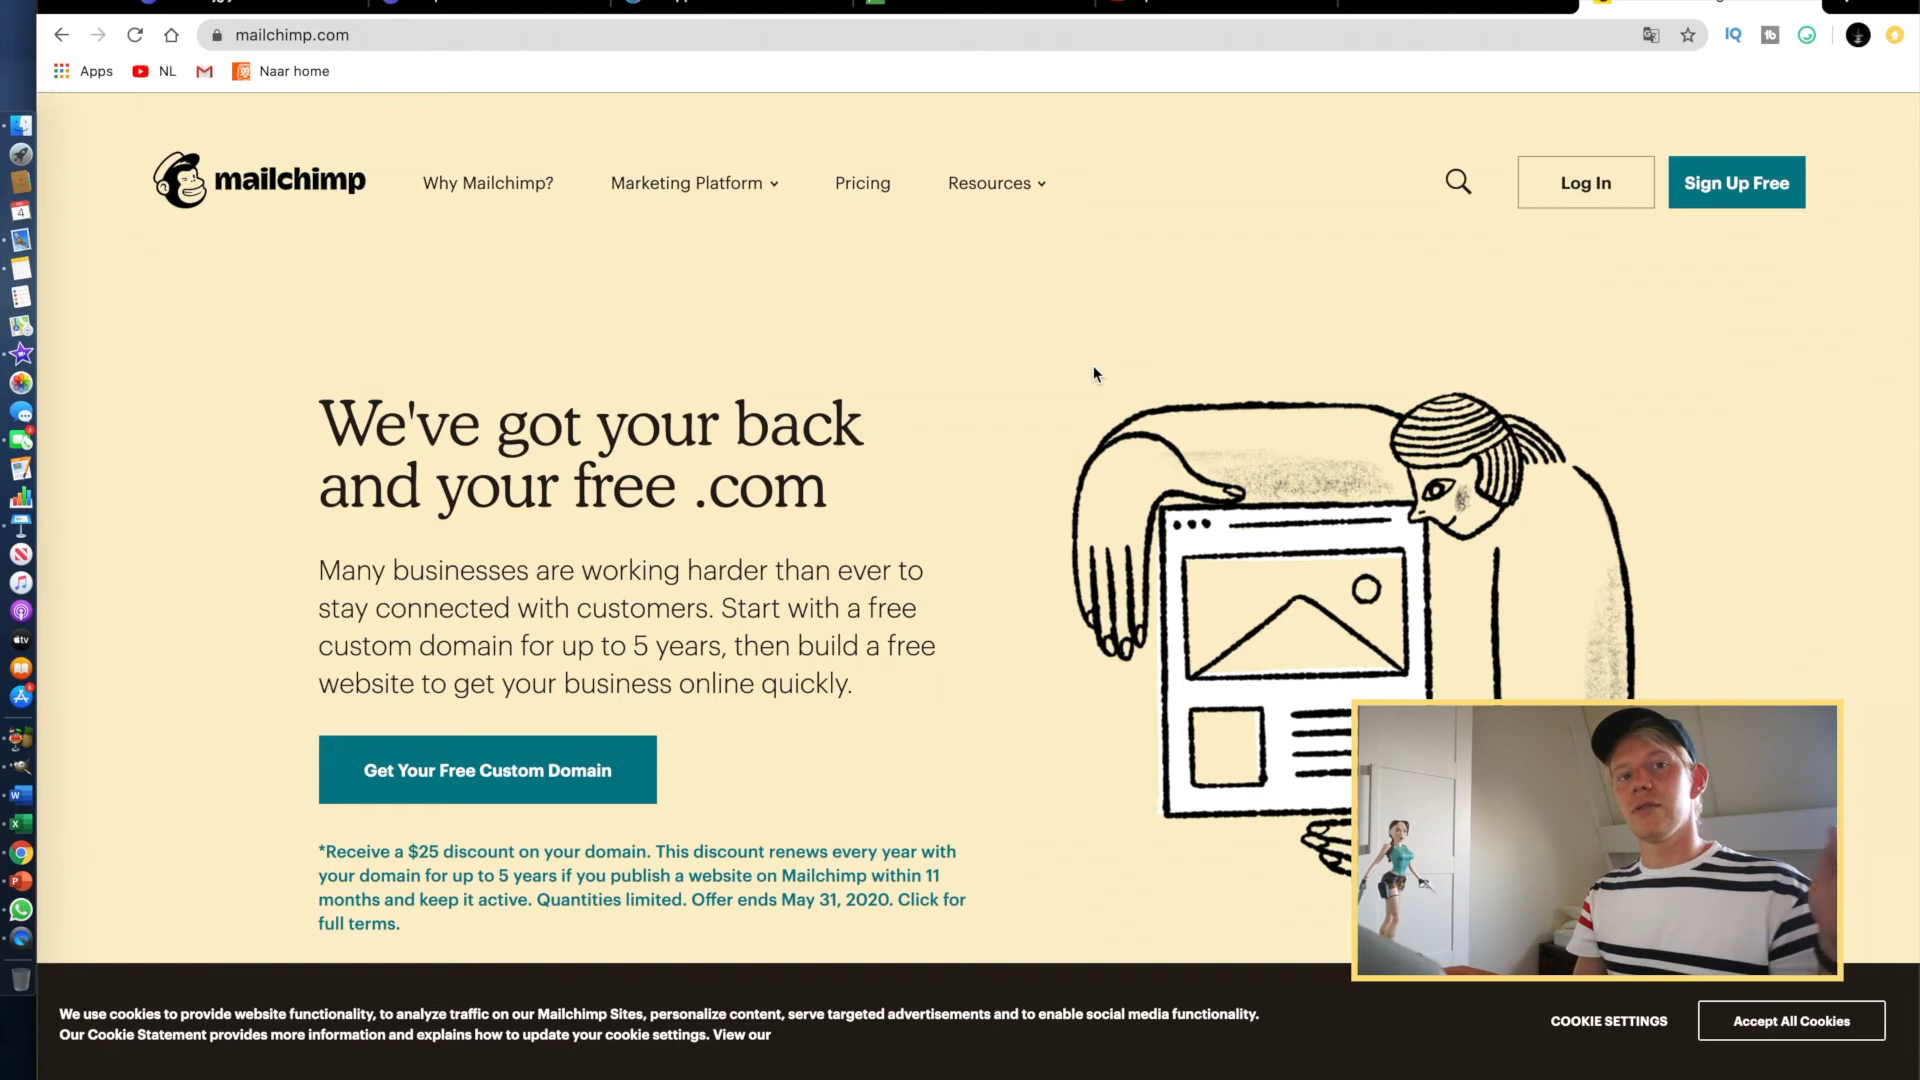 mailchimp.com
Apps
NL
Naar home
mailchimp
Why Mailchimp?
Marketing Platform
Pricing
Resources
Log In
Sign Up Free
We've got your back
and your free .com
Many businesses are working harder than ever to
stay connected with customers. Start with a free
custom domain for up to 5 years, then build a free
website to get your business online quickly.
Get Your Free Custom Domain
*Receive a $25 discount on your domain. This discount renews every year with
your domain for up to 5 years if you publish a website on Mailchimp within 11
months and keep it active. Quantities limited. Offer ends May 31, 2020. Click for
full terms.
We use cookies to provide website functionality, to analyze traffic on our Mailchimp Sites, personalize content, serve targeted advertisements and to enable social media functionality.
Our Cookie Statement provides more information and explains how to update your cookie settings. View our
COOKIE SETTINGS
Accept All Cookies